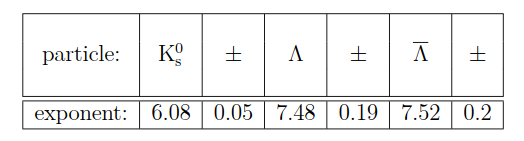 particle: K⁰ₛ ± Λ ± Λ̅ ±
exponent: 6.08 0.05 7.48 0.19 7.52 0.2